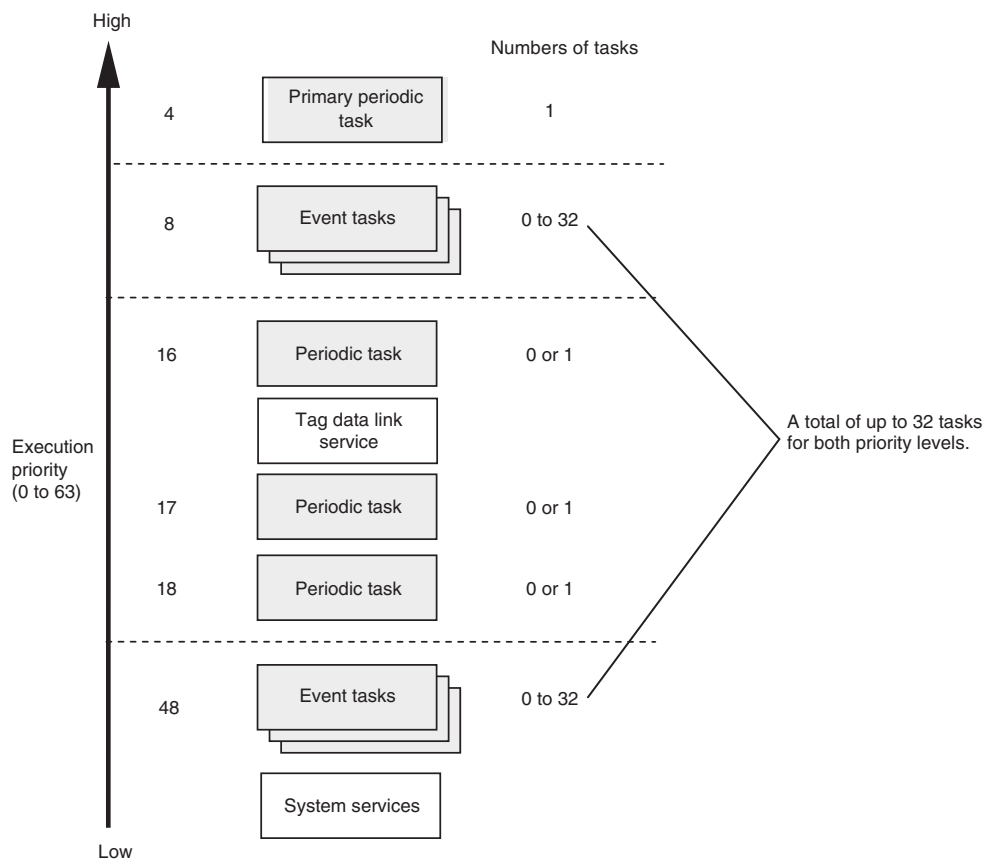 High
Numbers of tasks
4
Primary periodic
task
1
8
Event tasks
0 to 32
16
Periodic task
0 or 1
Tag data link
service
A total of up to 32 tasks
for both priority levels.
Execution
priority
(0 to 63)
17
Periodic task
0 or 1
18
Periodic task
0 or 1
48
Event tasks
0 to 32
System services
Low